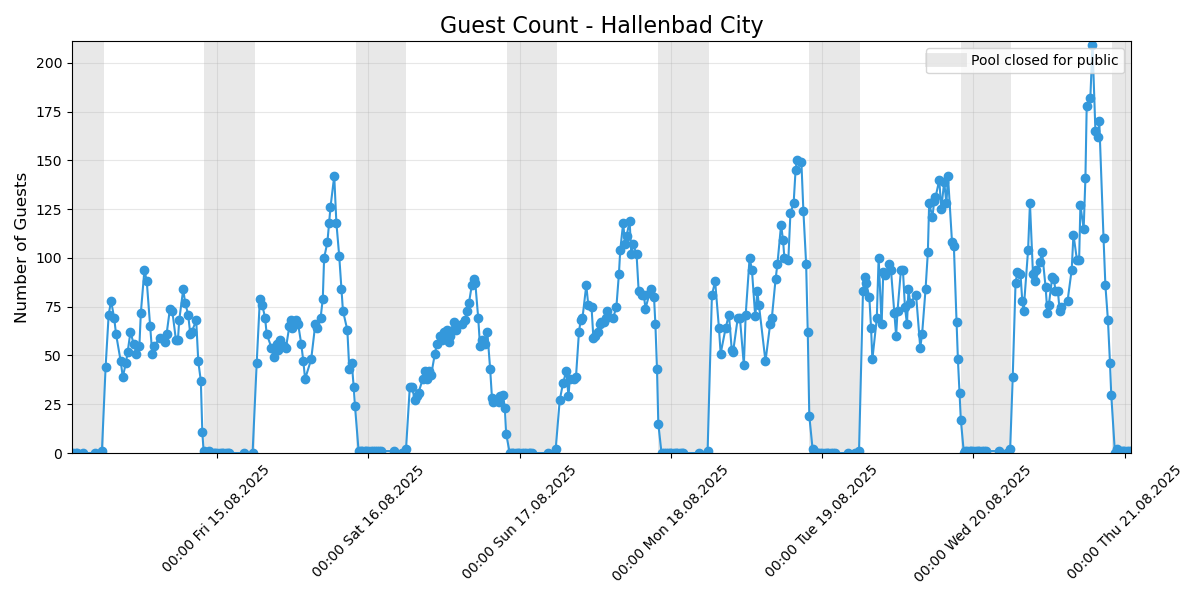 Guest Count - Hallenbad City
Pool closed for public
Number of Guests
200
175
150
125
100
75
50
25
0
00:00 Fri 15.08.2025
00:00 Sat 16.08.2025
00:00 Sun 17.08.2025
00:00 Mon 18.08.2025
00:00 Tue 19.08.2025
00:00 Wed 20.08.2025
00:00 Thu 21.08.2025